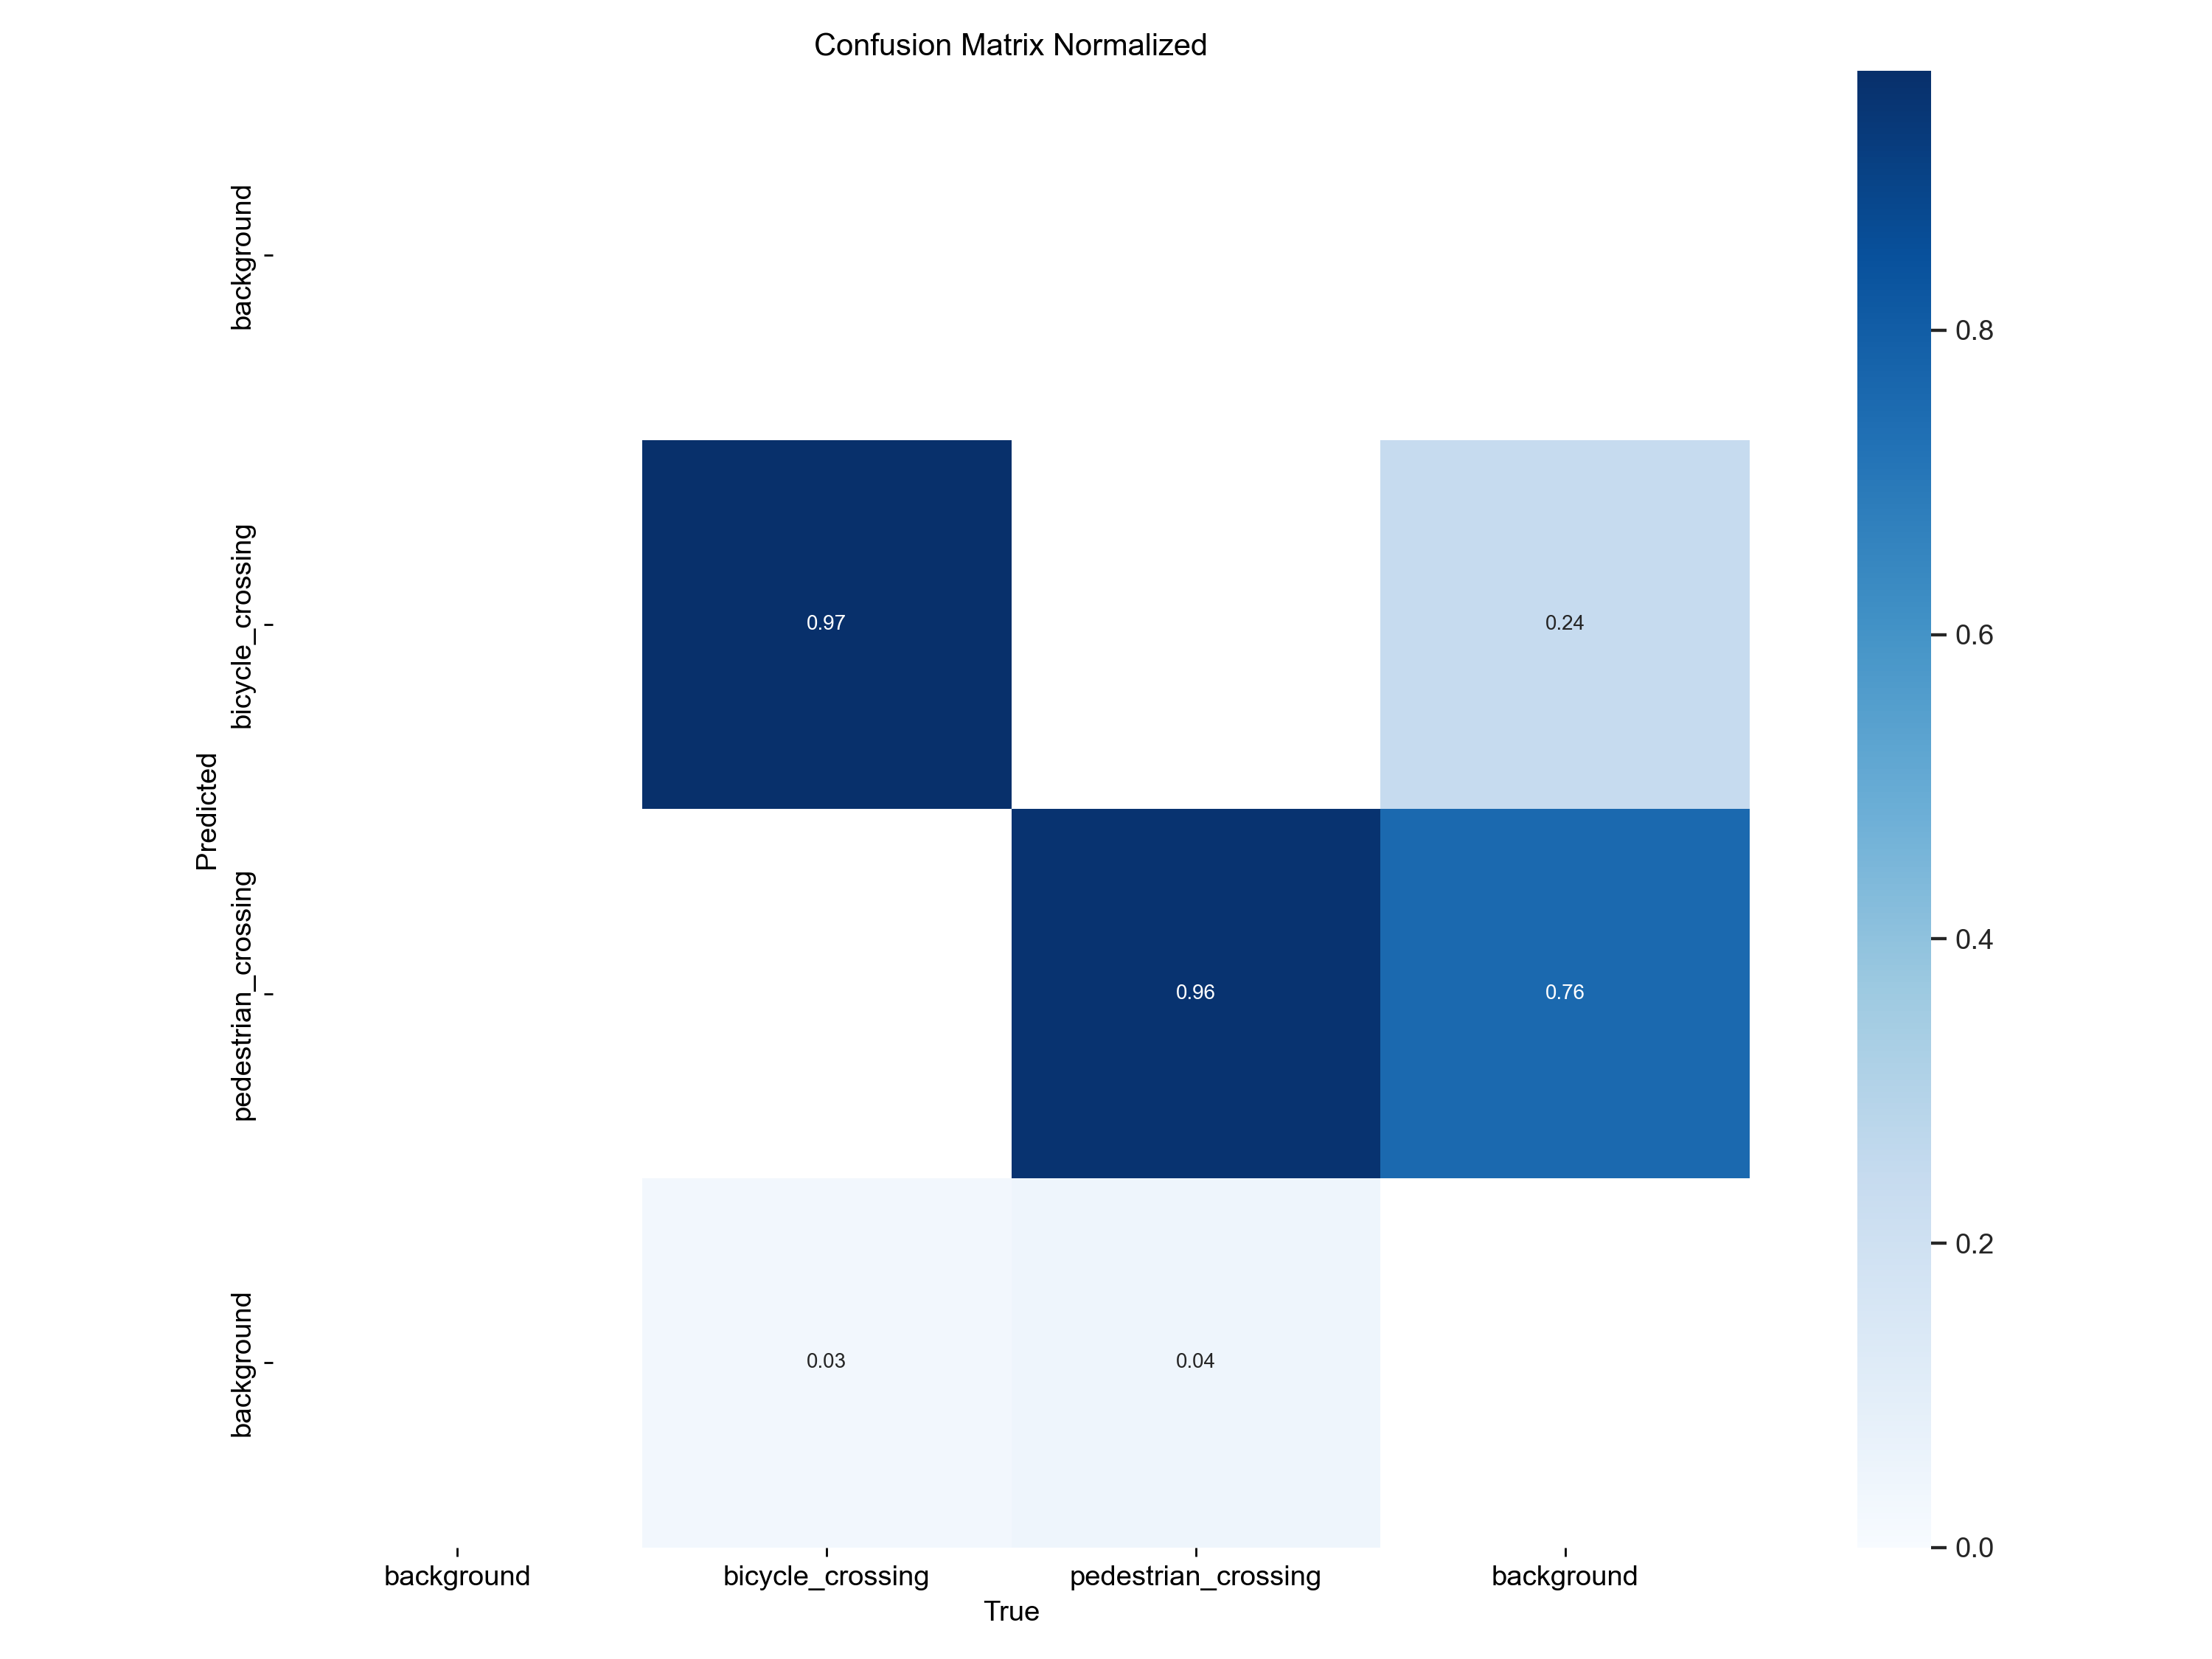 Confusion Matrix Normalized
background
bicycle_crossing
pedestrian_crossing
background
Predicted
0.97
0.24
0.96
0.76
0.03
0.04
background
bicycle_crossing
pedestrian_crossing
background
True
0.8
0.6
0.4
0.2
0.0